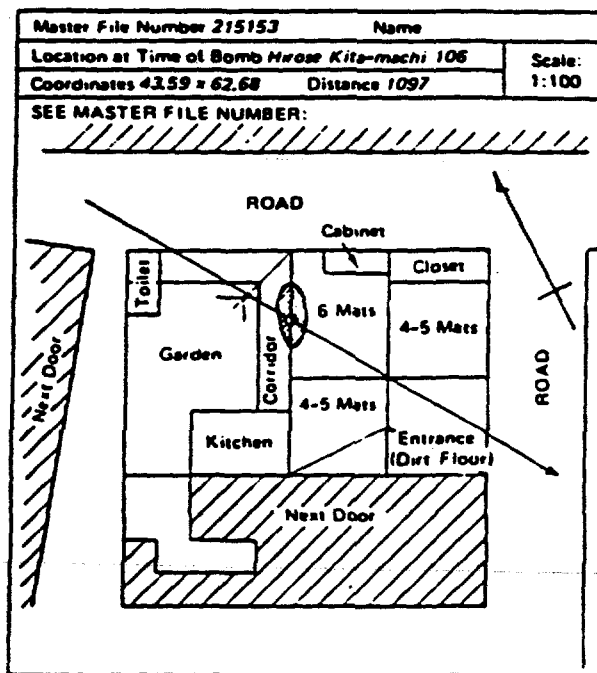 Master File Number 215153 Name
Location at Time of Bomb Hirose Kita-machi 106
Scale:
1:100
Coordinates 43.59 x 62.68 Distance 1097
SEE MASTER FILE NUMBER:
ROAD
Cabinet
Closet
Toilet
6 Mats
4-5 Mats
Garden
Corridor
Next Door
ROAD
4-5 Mats
Kitchen
Entrance
(Dirt Flour)
Next Door